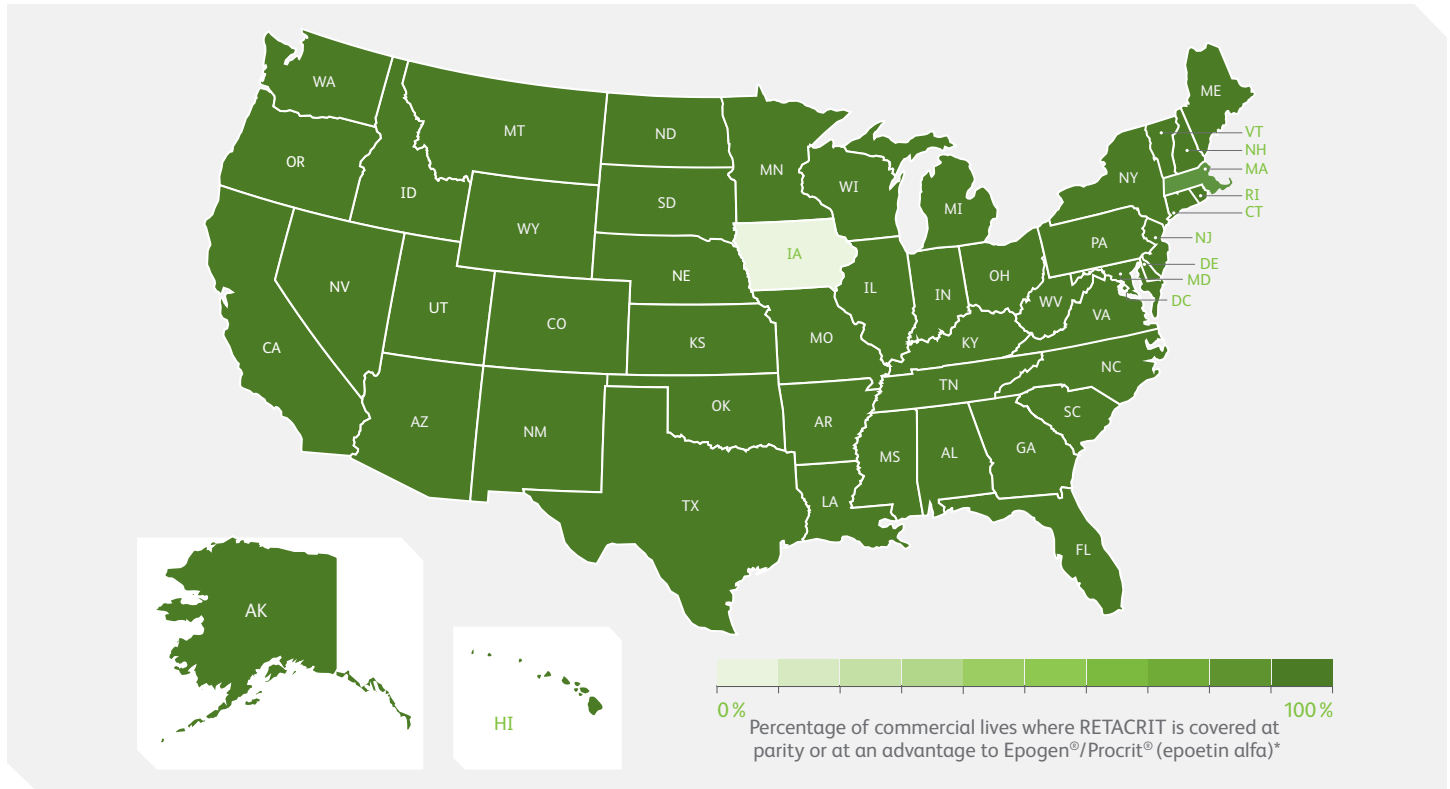 WA
ME
MT
ND
VT
OR
NH
MN
MA
ID
NY
WI
RI
SD
MI
CT
WY
NJ
PA
IA
DE
NE
OH
MD
NV
IL
IN
DC
UT
WV
CO
VA
CA
KS
MO
KY
NC
TN
OK
SC
AZ
AR
NM
GA
MS
AL
TX
LA
FL
AK
HI
0% 100%
Percentage of commercial lives where RETACRIT is covered at
parity or at an advantage to Epogen®/Procrit® (epoetin alfa)*